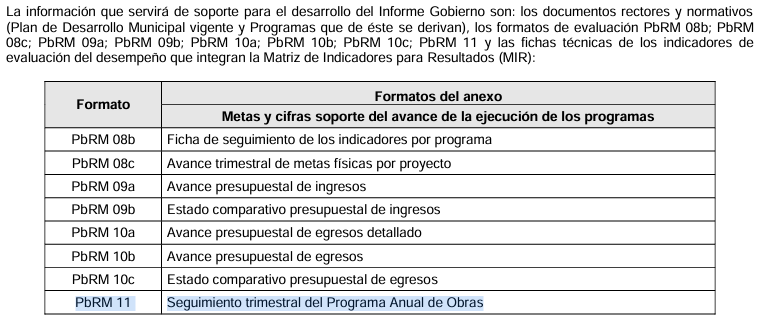 La información que servirá de soporte para el desarrollo del Informe Gobierno son: los documentos rectores y normativos
(Plan de Desarrollo Municipal vigente y Programas que de éste se derivan), los formatos de evaluación PbRM 08b; PbRM
08c; PbRM 09a; PbRM 09b; PbRM 10a; PbRM 10b; PbRM 10c; PbRM 11 y las fichas técnicas de los indicadores de
evaluación del desempeño que integran la Matriz de Indicadores para Resultados (MIR):
Formato
Formatos del anexo
Metas y cifras soporte del avance de la ejecución de los programas
PbRM 08b Ficha de seguimiento de los indicadores por programa
PbRM 08c Avance trimestral de metas físicas por proyecto
PbRM 09a Avance presupuestal de ingresos
PbRM 09b Estado comparativo presupuestal de ingresos
PbRM 10a Avance presupuestal de egresos detallado
PbRM 10b Avance presupuestal de egresos
PbRM 10c Estado comparativo presupuestal de egresos
PbRM 11 Seguimiento trimestral del Programa Anual de Obras